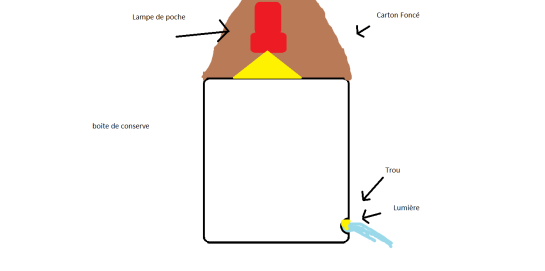 Lampe de poche
Carton Foncé
boite de conserve
Trou
Lumière